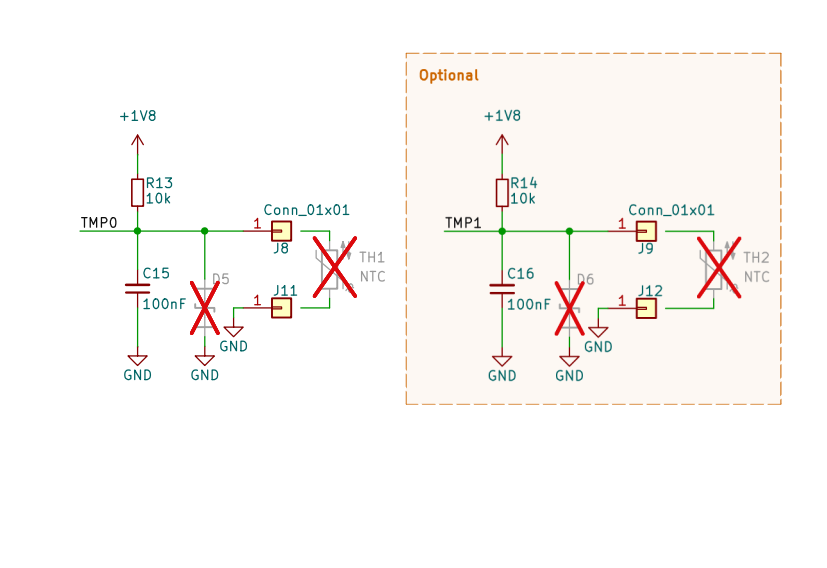 Optional
+1V8
R13
10k
TMP0
Conn_01x01
1
J8
TH1
NTC
C15
100nF
D5
1
J11
GND
GND
GND
+1V8
R14
10k
TMP1
Conn_01x01
1
J9
TH2
NTC
C16
100nF
D6
1
J12
GND
GND
GND